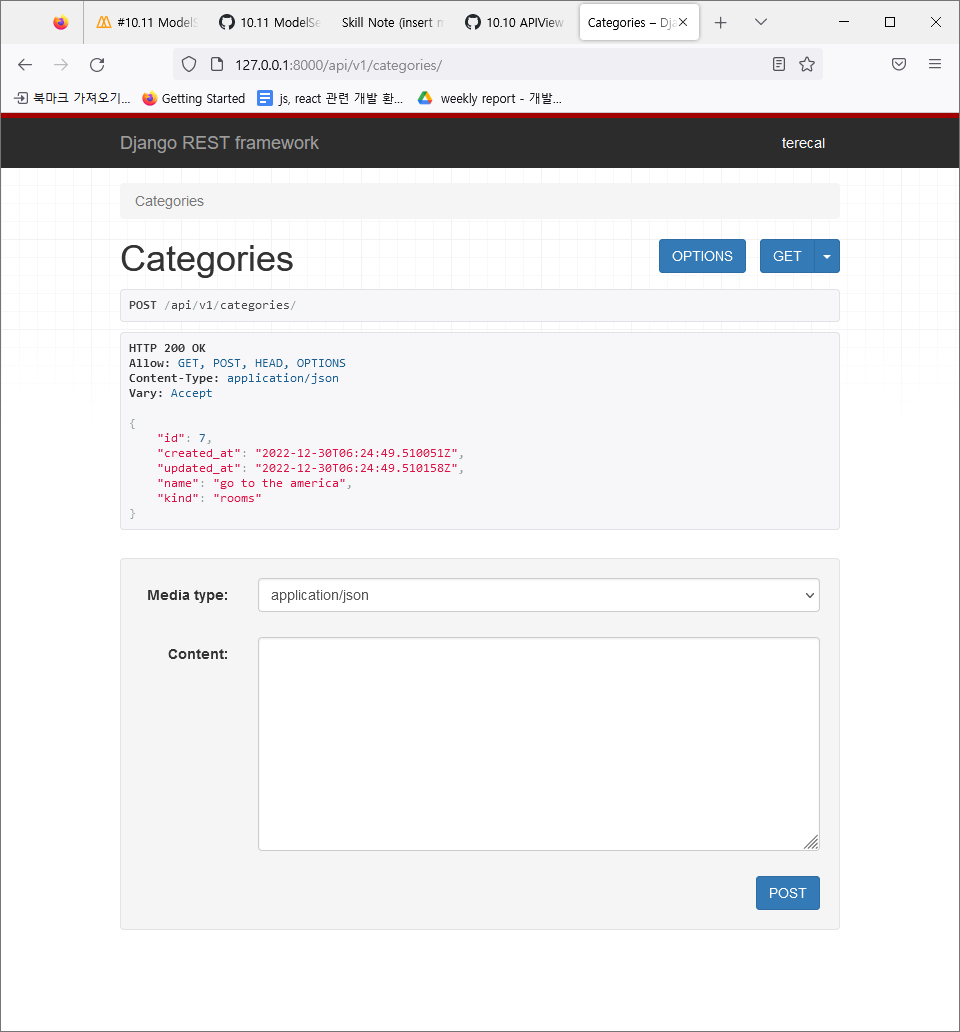 #10.11 ModelS
10.11 ModelSe
Skill Note (insert m
10.10 APIView
Categories – Dja
127.0.0.1:8000/api/v1/categories/
북마크 가져오기... Getting Started js, react 관련 개발 환... weekly report - 개발...
Django REST framework terecal
Categories
Categories OPTIONS GET
POST /api/v1/categories/
HTTP 200 OK
Allow: GET, POST, HEAD, OPTIONS
Content-Type: application/json
Vary: Accept
{
"id": 7,
"created_at": "2022-12-30T06:24:49.510051Z",
"updated_at": "2022-12-30T06:24:49.510158Z",
"name": "go to the america",
"kind": "rooms"
}
Media type: application/json
Content:
POST